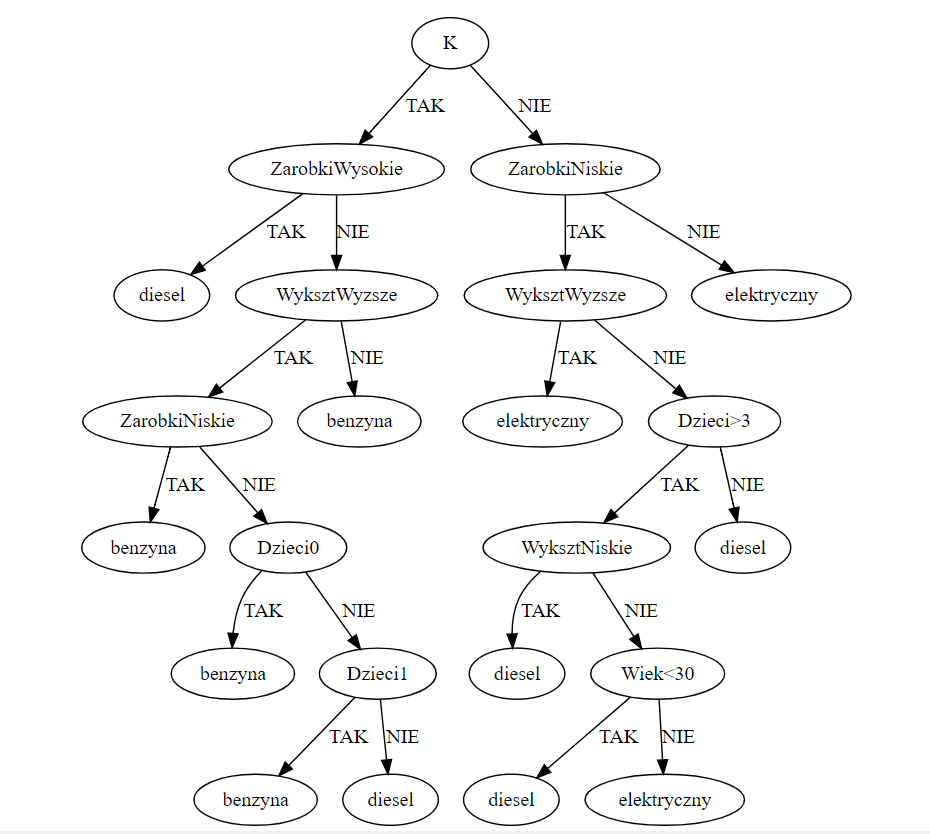 K
TAK NIE
ZarobkiWysokie ZarobkiNiskie
TAK NIE TAK NIE
diesel WyksztWyzsze WyksztWyzsze elektryczny
TAK NIE TAK NIE
ZarobkiNiskie benzyna elektryczny Dzieci>3
TAK NIE TAK NIE
benzyna Dzieci0 WyksztNiskie diesel
TAK NIE TAK NIE
benzyna Dzieci1 diesel Wiek<30
TAK NIE TAK NIE
benzyna diesel diesel elektryczny